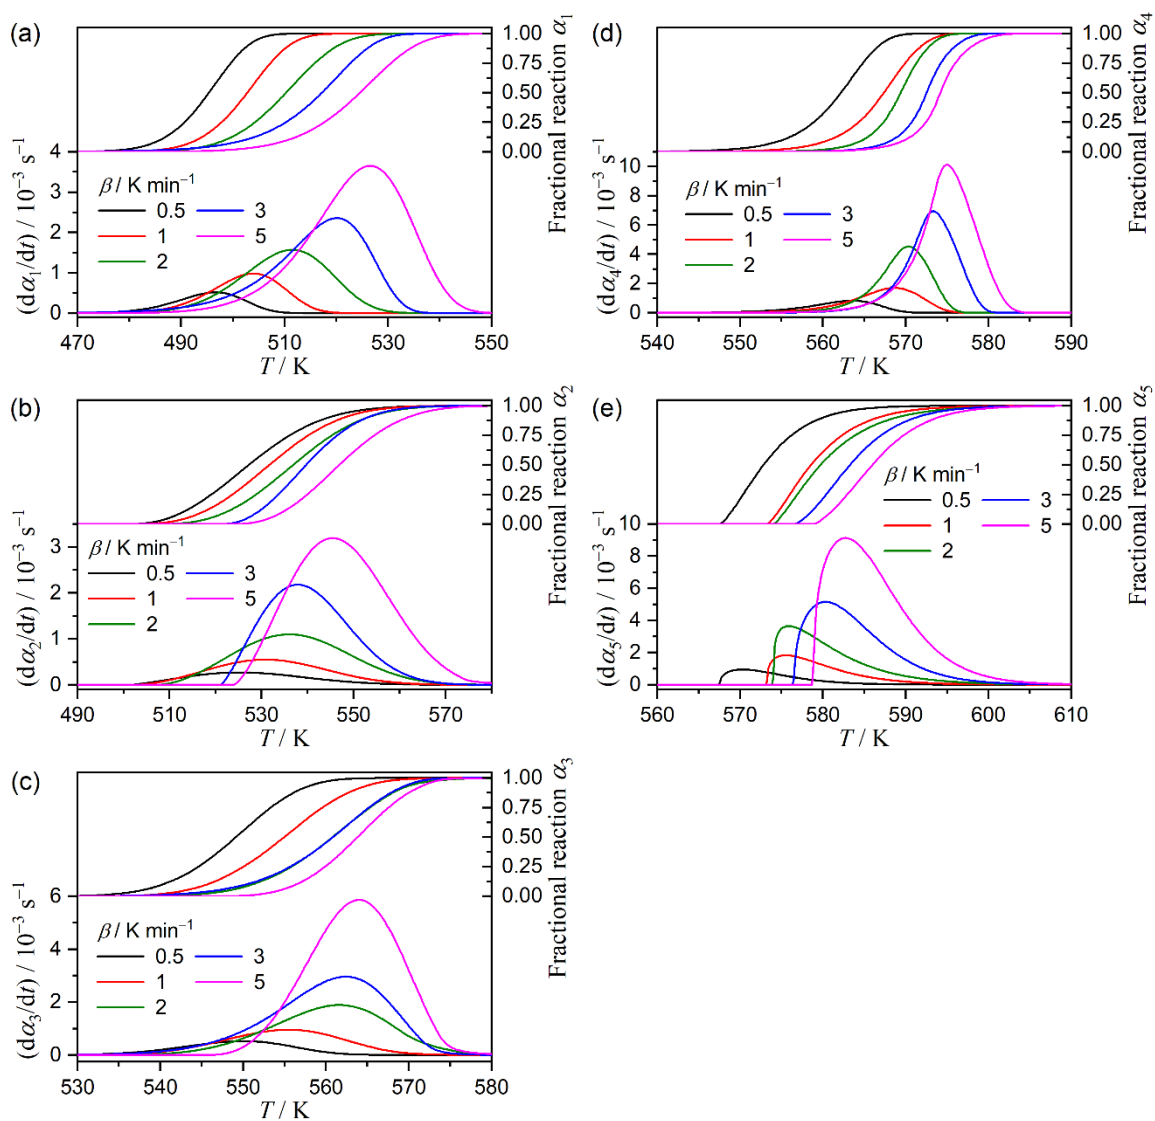 (a)
1.00
0.75
0.50
0.25
0.00
Fractional reaction α₁
4
3
2
1
0
(dα₁/dt) / 10⁻³ s⁻¹
β / K min⁻¹
0.5 3
1 5
2
470 490 510 530 550
T / K
(b)
1.00
0.75
0.50
0.25
0.00
Fractional reaction α₂
3
2
1
0
(dα₂/dt) / 10⁻³ s⁻¹
β / K min⁻¹
0.5 3
1 5
2
490 510 530 550 570
T / K
(c)
1.00
0.75
0.50
0.25
0.00
Fractional reaction α₃
6
4
2
0
(dα₃/dt) / 10⁻³ s⁻¹
β / K min⁻¹
0.5 3
1 5
2
530 540 550 560 570 580
T / K
(d)
1.00
0.75
0.50
0.25
0.00
Fractional reaction α₄
10
8
6
4
2
0
(dα₄/dt) / 10⁻³ s⁻¹
β / K min⁻¹
0.5 3
1 5
2
540 550 560 570 580 590
T / K
(e)
1.00
0.75
0.50
0.25
0.00
Fractional reaction α₅
10
8
6
4
2
0
(dα₅/dt) / 10⁻³ s⁻¹
β / K min⁻¹
0.5 3
1 5
2
560 570 580 590 600 610
T / K